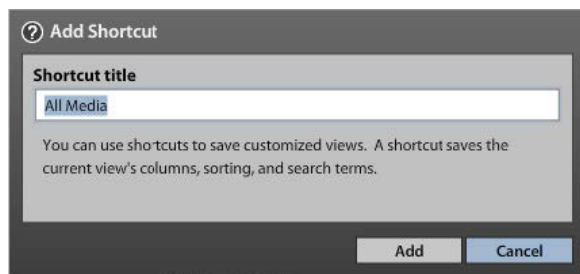 Add Shortcut
Shortcut title
All Media
You can use shortcuts to save customized views. A shortcut saves the
current view's columns, sorting, and search terms.
Add
Cancel